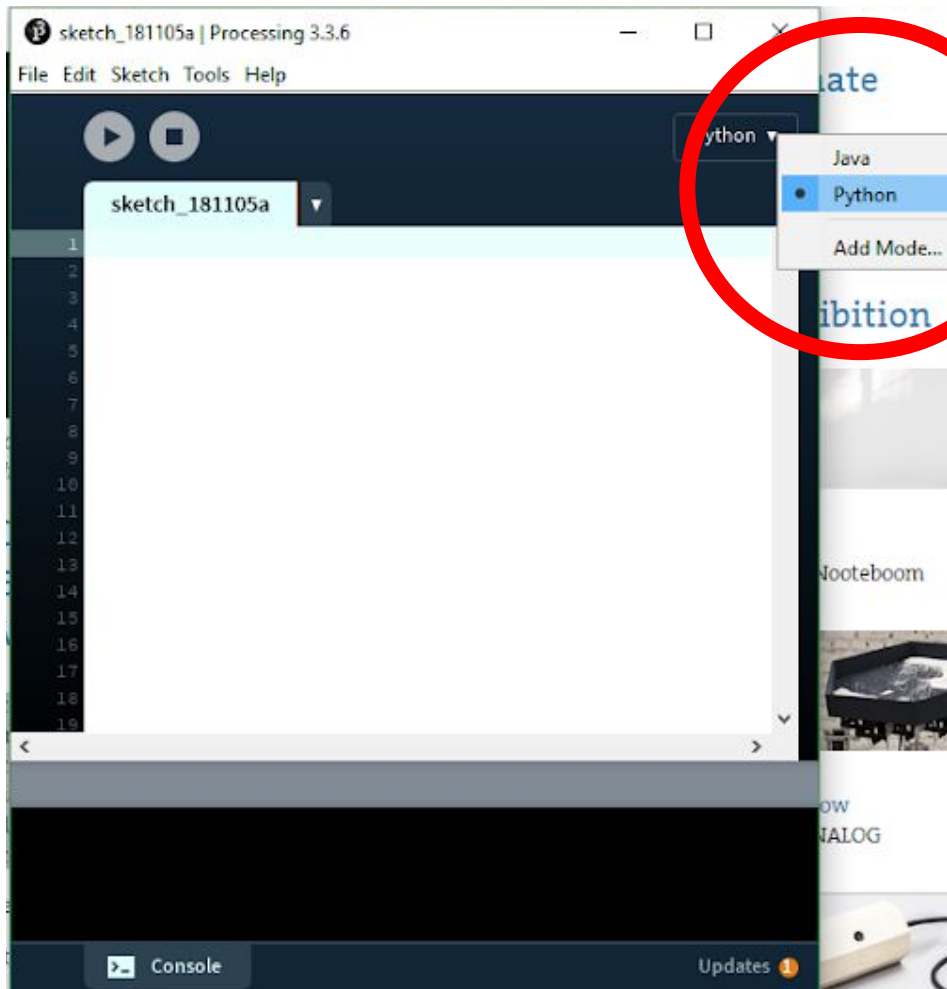 sketch_181105a | Processing 3.3.6
File Edit Sketch Tools Help
ython ▼
sketch_181105a ▼
Java
Python
Add Mode...
1
2
3
4
5
6
7
8
9
10
11
12
13
14
15
16
17
18
19
Console
Updates 1
ate
ibition
Nooteboom
ow
NALOG